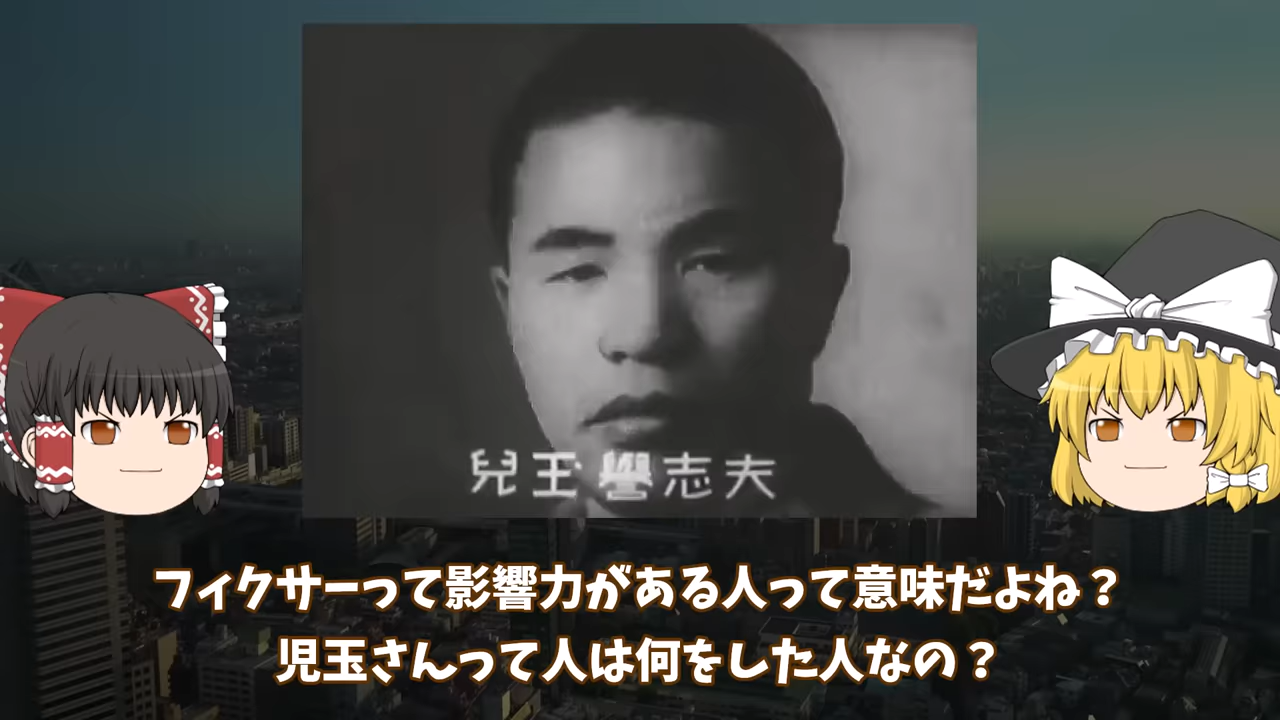 兒玉譽志夫
フィクサーって影響力がある人って意味だよね？
児玉さんって人は何をした人なの？